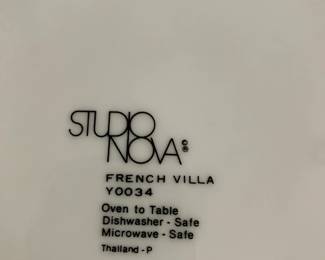 STUDIO
NOVA ©®
FRENCH VILLA
Y0034
Oven to Table
Dishwasher - Safe
Microwave - Safe
Thailand - P